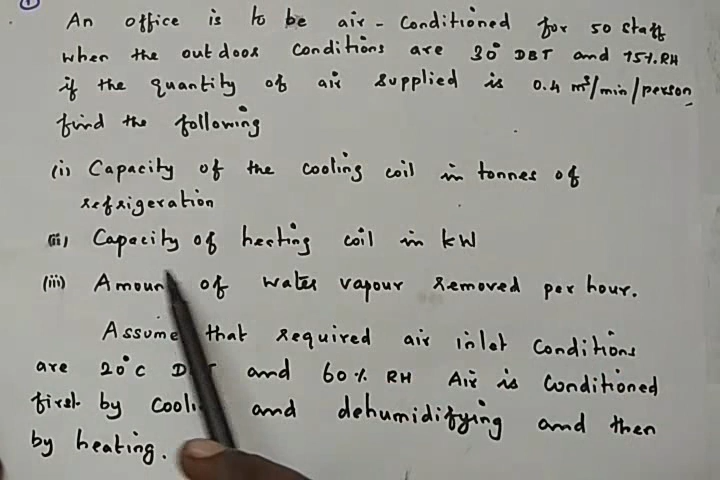 ①
An office is to be air-conditioned for 50 staff
when the outdoor conditions are 30° DBT and 75%.RH
if the quantity of air supplied is 0.4 m³/min/person
find the following
(i) Capacity of the cooling coil in tonnes of
refrigeration
(ii) Capacity of heating coil in kW
(iii) Amount of water vapour removed per hour.
Assume that required air inlet conditions
are 20°C and 60% RH Air is conditioned
first by and dehumidifying and then
by heating.